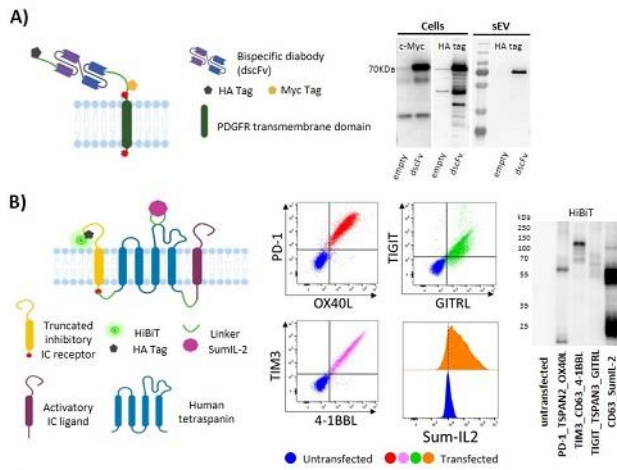 A)
Bispecific diabody
(dscFv)
HA Tag
Myc Tag
PDGFR transmembrane domain
Cells
sEV
c-Myc
HA tag
HA tag
70KDa
empty
dscFv
empty
dscFv
empty
dscFv
B)
Truncated
inhibitory
IC receptor
HiBiT
HA Tag
Linker
SumIL-2
Activatory
IC ligand
Human
tetraspanin
PD-1
OX40L
TIGIT
GITRL
TIM3
4-1BBL
Sum-IL2
Untransfected
Transfected
HiBiT
kDa
130
100
70
55
35
25
untransfected
PD-1_TSPAN2_OX40L
TIM3_CD63_4-1BBL
TIGIT_TSPAN3_GITRL
CD63_SumIL-2